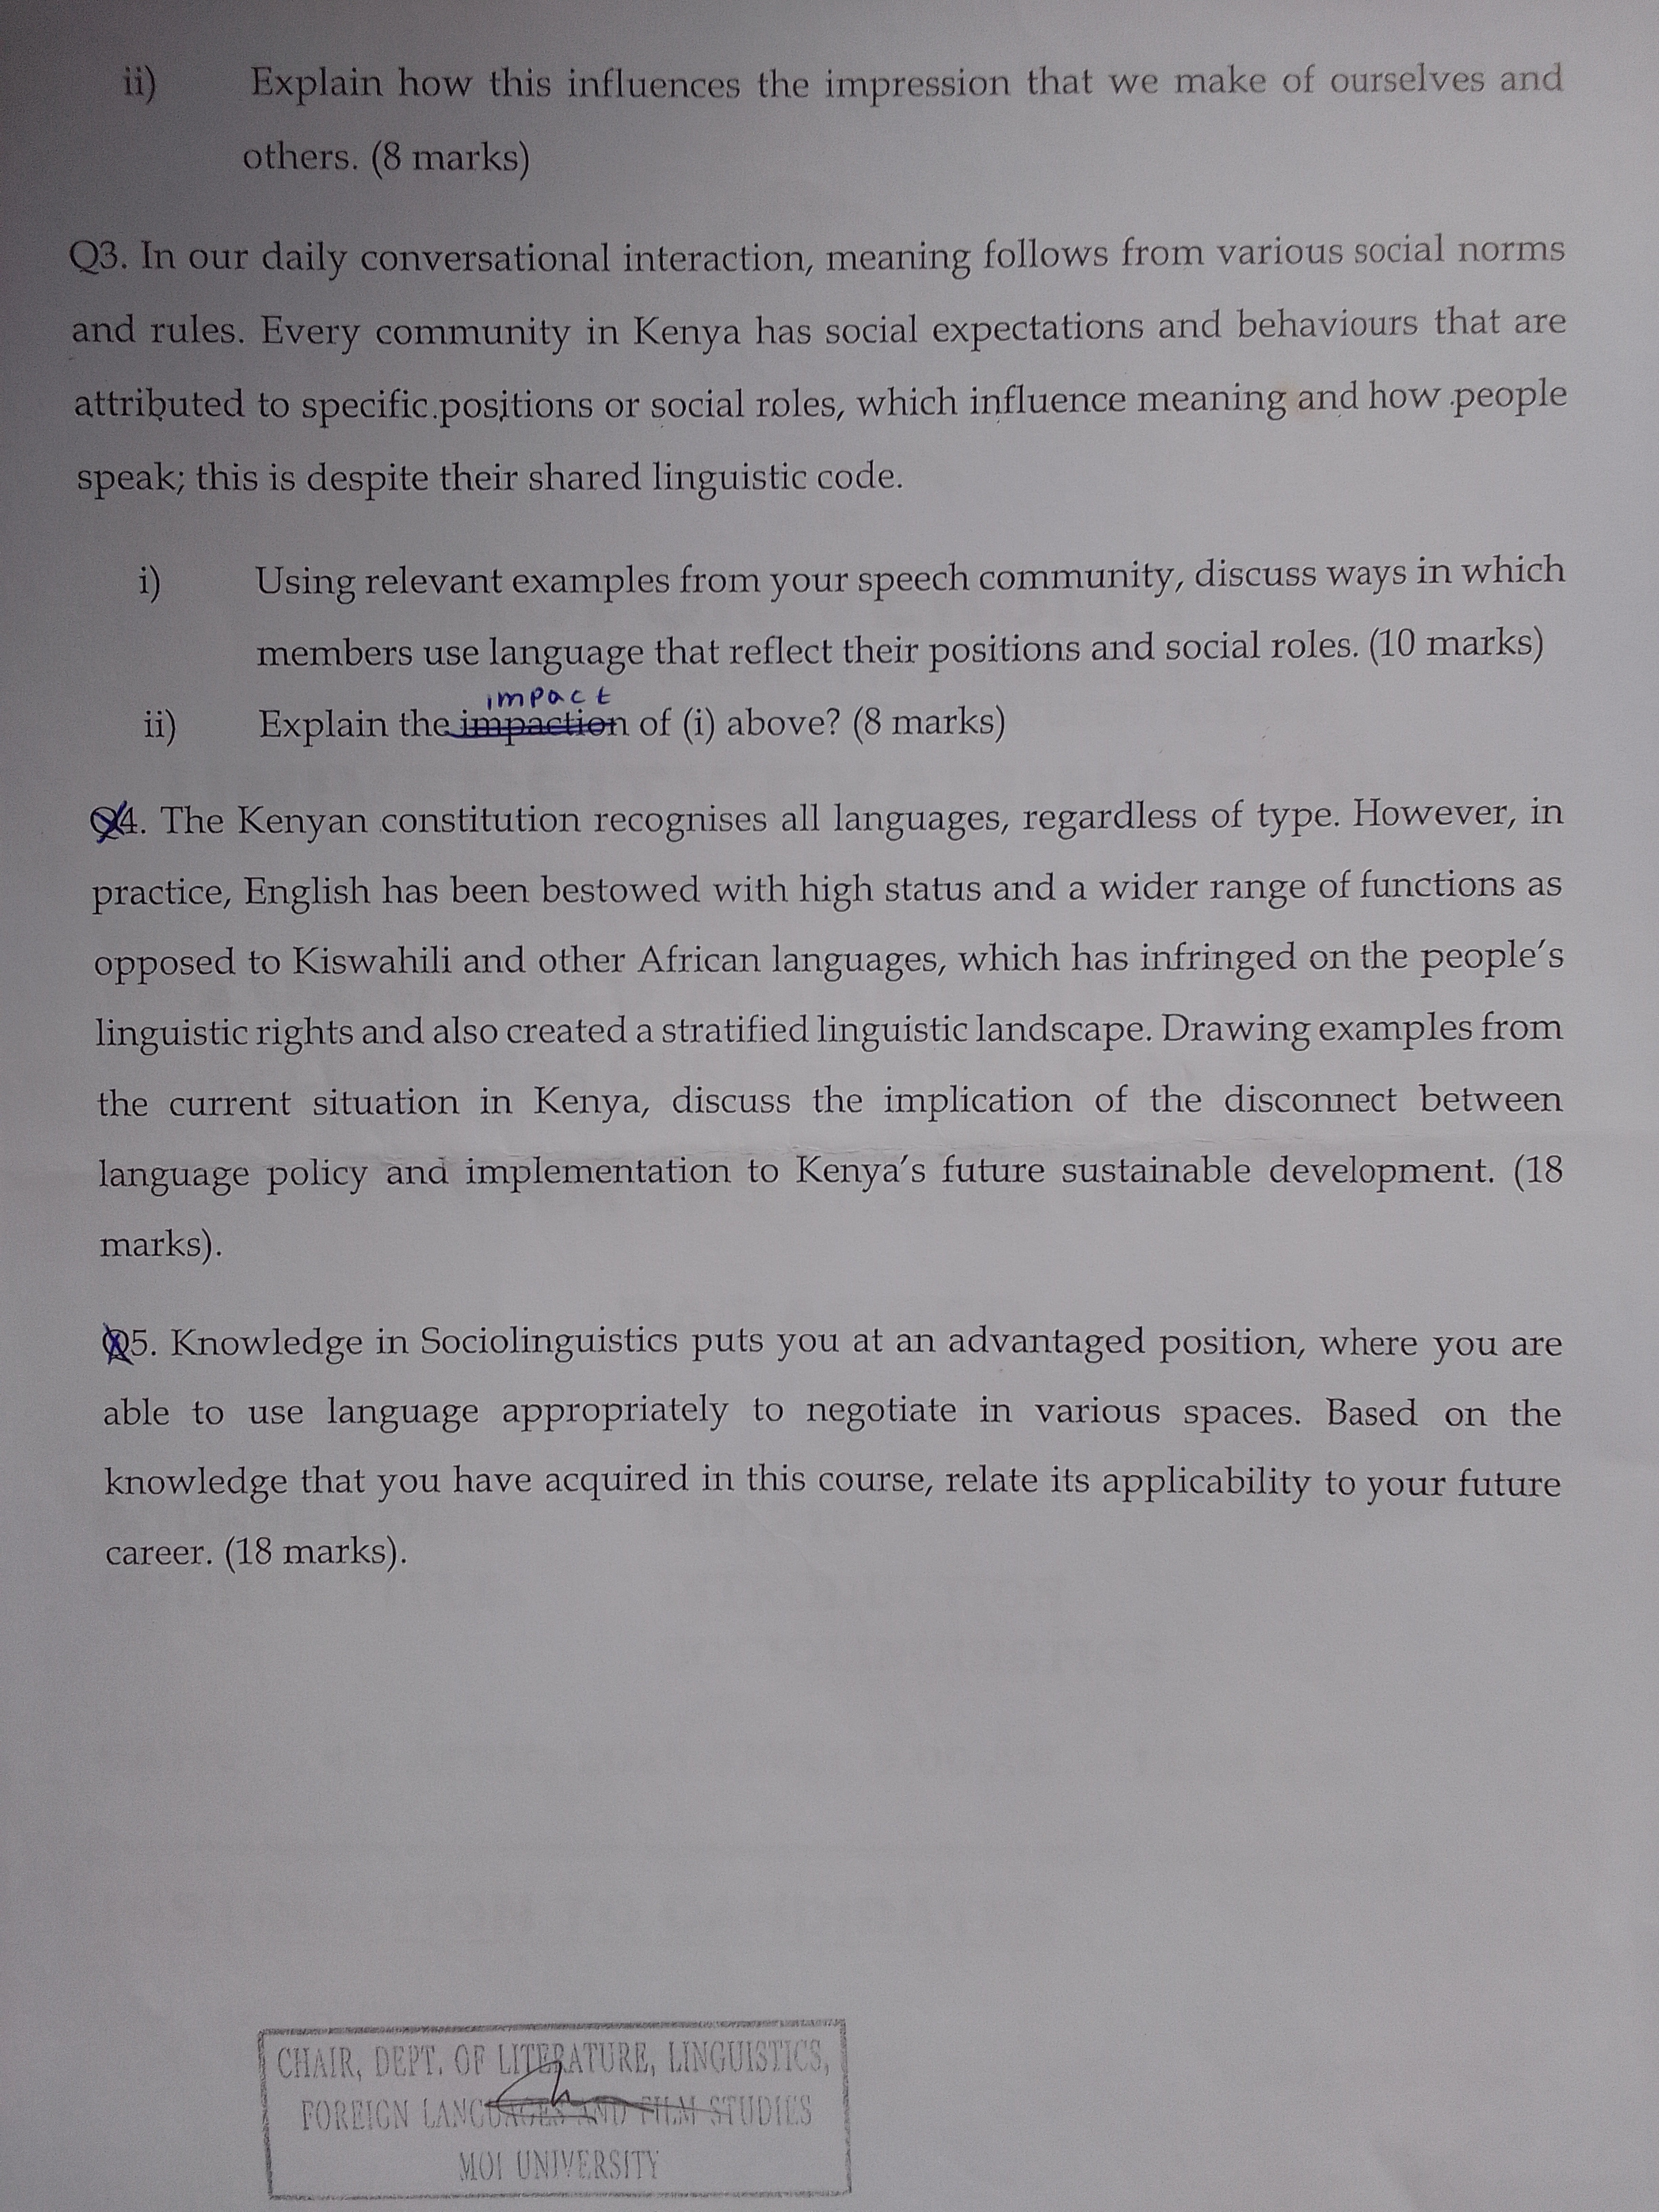 ii) Explain how this influences the impression that we make of ourselves and
others. (8 marks)
Q3. In our daily conversational interaction, meaning follows from various social norms
and rules. Every community in Kenya has social expectations and behaviours that are
attributed to specific positions or social roles, which influence meaning and how people
speak; this is despite their shared linguistic code.
i) Using relevant examples from your speech community, discuss ways in which
members use language that reflect their positions and social roles. (10 marks)
impact
ii) Explain the impaction of (i) above? (8 marks)
Q4. The Kenyan constitution recognises all languages, regardless of type. However, in
practice, English has been bestowed with high status and a wider range of functions as
opposed to Kiswahili and other African languages, which has infringed on the people's
linguistic rights and also created a stratified linguistic landscape. Drawing examples from
the current situation in Kenya, discuss the implication of the disconnect between
language policy and implementation to Kenya's future sustainable development. (18
marks).
Q5. Knowledge in Sociolinguistics puts you at an advantaged position, where you are
able to use language appropriately to negotiate in various spaces. Based on the
knowledge that you have acquired in this course, relate its applicability to your future
career. (18 marks).
CHAIR, DEPT. OF LITERATURE, LINGUISTICS,
FOREIGN LANGUAGES AND FILM STUDIES
MOI UNIVERSITY